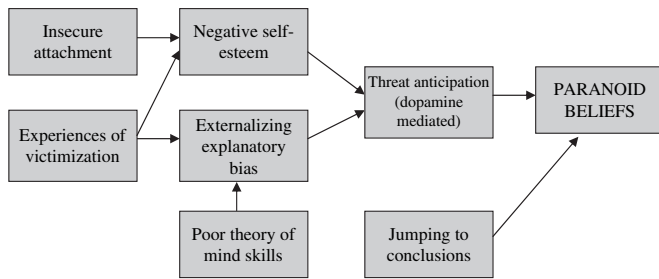 Insecure
attachment
Negative self-
esteem
Threat anticipation
(dopamine
mediated)
PARANOID
BELIEFS
Experiences of
victimization
Externalizing
explanatory
bias
Poor theory of
mind skills
Jumping to
conclusions